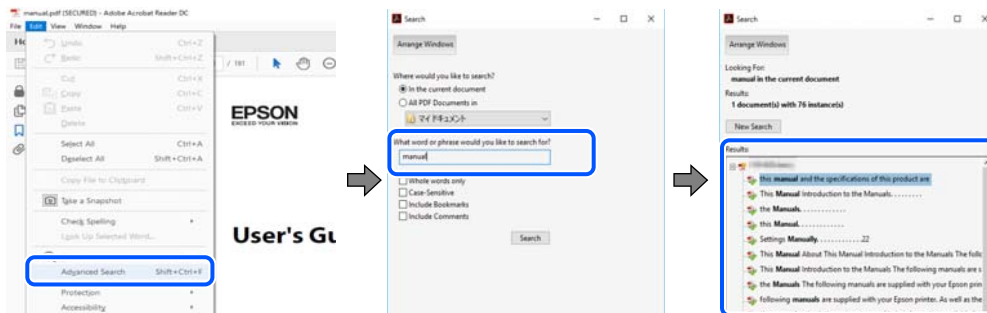 manual.pdf (SECURED) - Adobe Acrobat Reader DC
File Edit View Window Help
Undo Ctrl+Z
Redo Shift+Ctrl+Z
Cut Ctrl+X
Copy Ctrl+C
Paste Ctrl+V
Delete
Select All Ctrl+A
Deselect All Shift+Ctrl+A
Copy File to Clipboard
Take a Snapshot
Check Spelling
Look Up Selected Word...
Advanced Search Shift+Ctrl+F
Protection
Accessibility
/ 181
EPSON
EXCEED YOUR VISION
User's Gu
Search
Arrange Windows
Where would you like to search?
In the current document
All PDF Documents in
マイ ドキュメント
What word or phrase would you like to search for?
manual
Whole words only
Case-Sensitive
Include Bookmarks
Include Comments
Search
Search
Arrange Windows
Looking For:
manual in the current document
Results:
1 document(s) with 76 instance(s)
New Search
Results:
this manual and the specifications of this product are
This Manual Introduction to the Manuals. . . . . . . . .
the Manuals. . . . . . . . . . . . .
this Manual. . . . . . . . . . . . .
Settings Manually. . . . . . . . . . . . .22
This Manual About This Manual Introduction to the Manuals The follo
This Manual Introduction to the Manuals The following manuals are s
the Manuals The following manuals are supplied with your Epson prin
following manuals are supplied with your Epson printer. As well as the